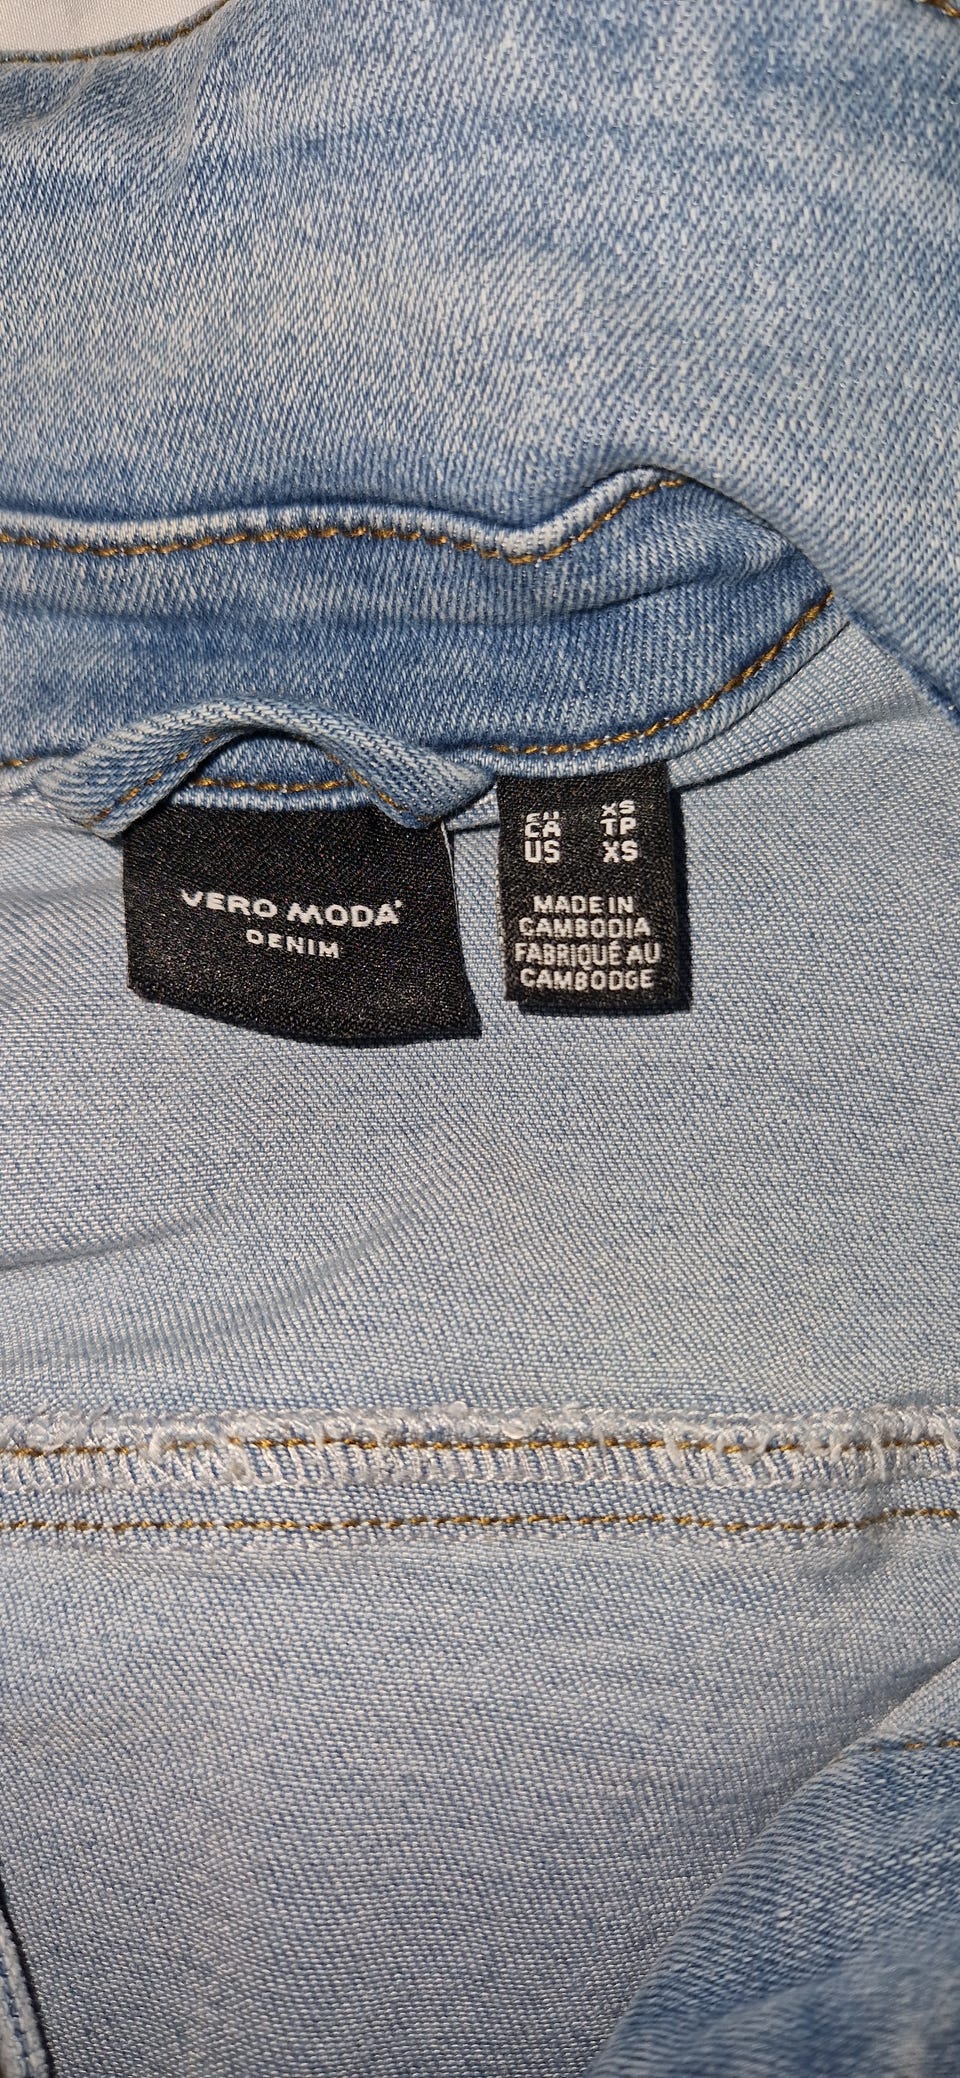 VERO MODA
DENIM
EU XS
CA TP
US XS
MADE IN
CAMBODIA
FABRIQUÉ AU
CAMBODGE